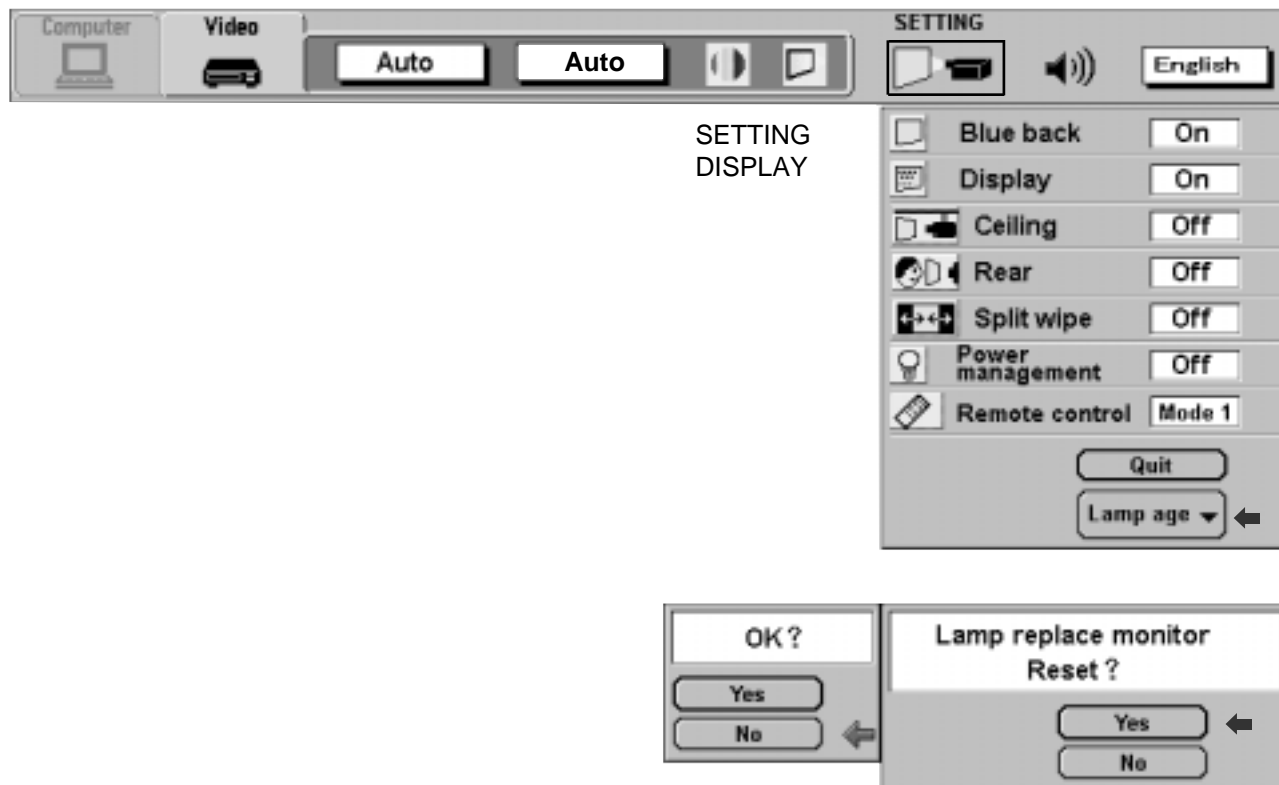 Computer
Video
Auto
Auto
SETTING
English
SETTING
DISPLAY
Blue back On
Display On
Ceiling Off
Rear Off
Split wipe Off
Power
management Off
Remote control Mode 1
Quit
Lamp age
OK?
Yes
No
Lamp replace monitor
Reset ?
Yes
No